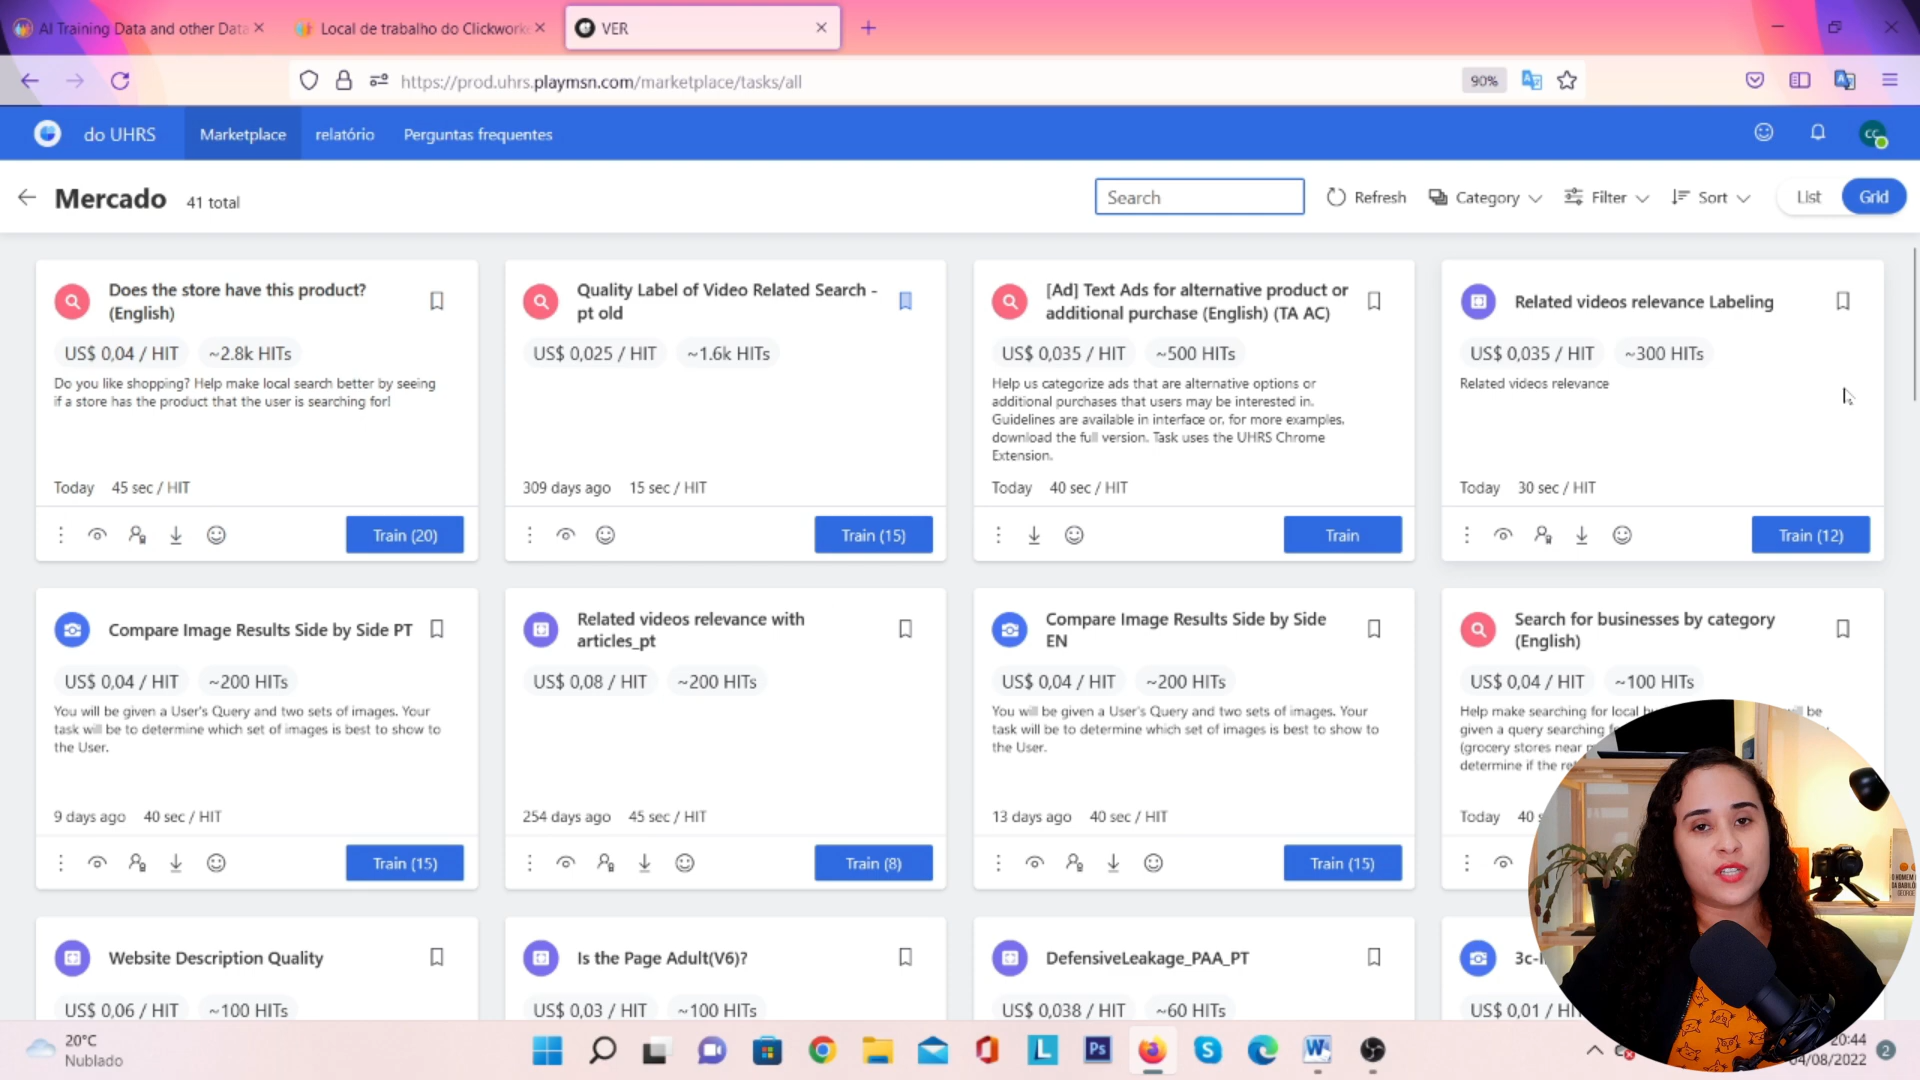 AI Training Data and other Data
Local de trabalho do Clickwork
VER
https://prod.uhrs.playmsn.com/marketplace/tasks/all
90%
do UHRS
Marketplace
relatório
Perguntas frequentes
CC
Mercado
41 total
Search
Refresh
Category
Filter
Sort
List
Grid
Does the store have this product?
(English)
US$ 0,04 / HIT
~2.8k HITs
Do you like shopping? Help make local search better by seeing
if a store has the product that the user is searching for!
Today
45 sec / HIT
Train (20)
Quality Label of Video Related Search -
pt old
US$ 0,025 / HIT
~1.6k HITs
309 days ago
15 sec / HIT
Train (15)
[Ad] Text Ads for alternative product or
additional purchase (English) (TA AC)
US$ 0,035 / HIT
~500 HITs
Help us categorize ads that are alternative options or
additional purchases that users may be interested in.
Guidelines are available in interface or, for more examples,
download the full version. Task uses the UHRS Chrome
Extension.
Today
40 sec / HIT
Train
Related videos relevance Labeling
US$ 0,035 / HIT
~300 HITs
Related videos relevance
Today
30 sec / HIT
Train (12)
Compare Image Results Side by Side PT
US$ 0,04 / HIT
~200 HITs
You will be given a User's Query and two sets of images. Your
task will be to determine which set of images is best to show to
the User.
9 days ago
40 sec / HIT
Train (15)
Related videos relevance with
articles_pt
US$ 0,08 / HIT
~200 HITs
254 days ago
45 sec / HIT
Train (8)
Compare Image Results Side by Side
EN
US$ 0,04 / HIT
~200 HITs
You will be given a User's Query and two sets of images. Your
task will be to determine which set of images is best to show to
the User.
13 days ago
40 sec / HIT
Train (15)
Search for businesses by category
(English)
US$ 0,04 / HIT
~100 HITs
Help make searching for local be
given a query searching
(grocery stores near
determine if the
Today
40
Website Description Quality
US$ 0,06 / HIT
~100 HITs
Is the Page Adult(V6)?
US$ 0,03 / HIT
~100 HITs
DefensiveLeakage_PAA_PT
US$ 0,038 / HIT
~60 HITs
US$ 0,01 /
20°C
Nublado
L
Ps
20:44
04/08/2022
2